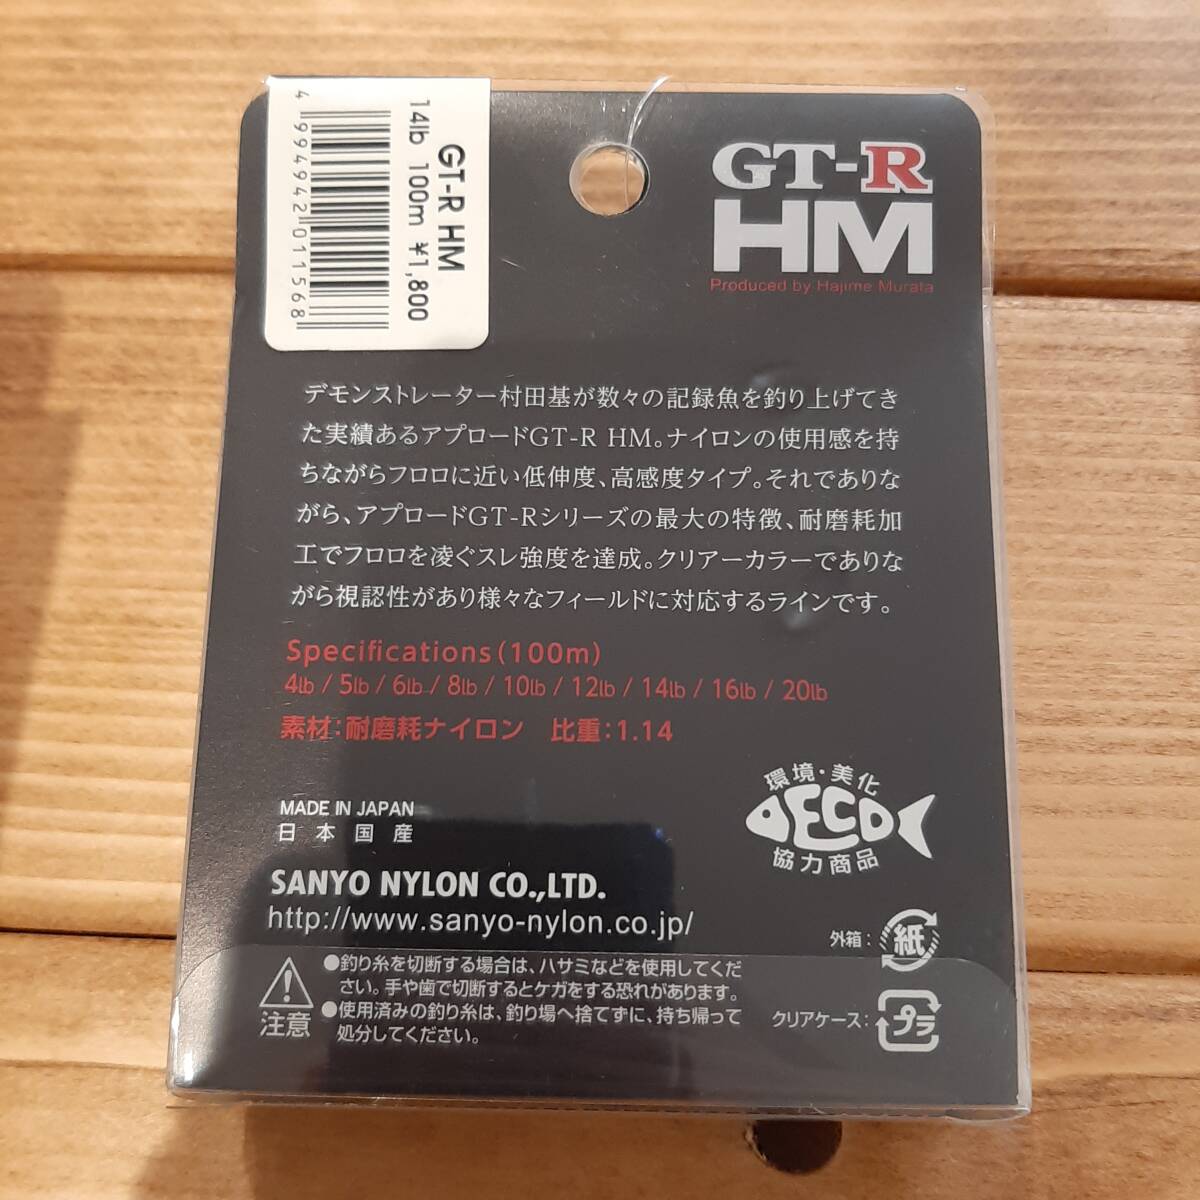 GT-R HM
14lb 100m ¥1,800
4 994942 011568
GT-R
HM
Produced by Hajime Murata
デモンストレーター村田基が数々の記録魚を釣り上げてき
た実績あるアプロードGT-R HM。ナイロンの使用感を持
ちながらフロロに近い低伸度、高感度タイプ。それでありな
がら、アプロードGT-Rシリーズの最大の特徴、耐磨耗加
工でフロロを凌ぐスレ強度を達成。クリアーカラーでありな
がら視認性があり様々なフィールドに対応するラインです。
Specifications(100m)
4lb / 5lb / 6lb / 8lb / 10lb / 12lb / 14lb / 16lb / 20lb
素材:耐磨耗ナイロン 比重:1.14
環境・美化
ECO
協力商品
MADE IN JAPAN
日本国産
SANYO NYLON CO.,LTD.
http://www.sanyo-nylon.co.jp/
外箱: 紙
注意
●釣り糸を切断する場合は、ハサミなどを使用してくだ
さい。手や歯で切断するとケガをする恐れがあります。
●使用済みの釣り糸は、釣り場へ捨てずに、持ち帰って
処分してください。
クリアケース: プラ